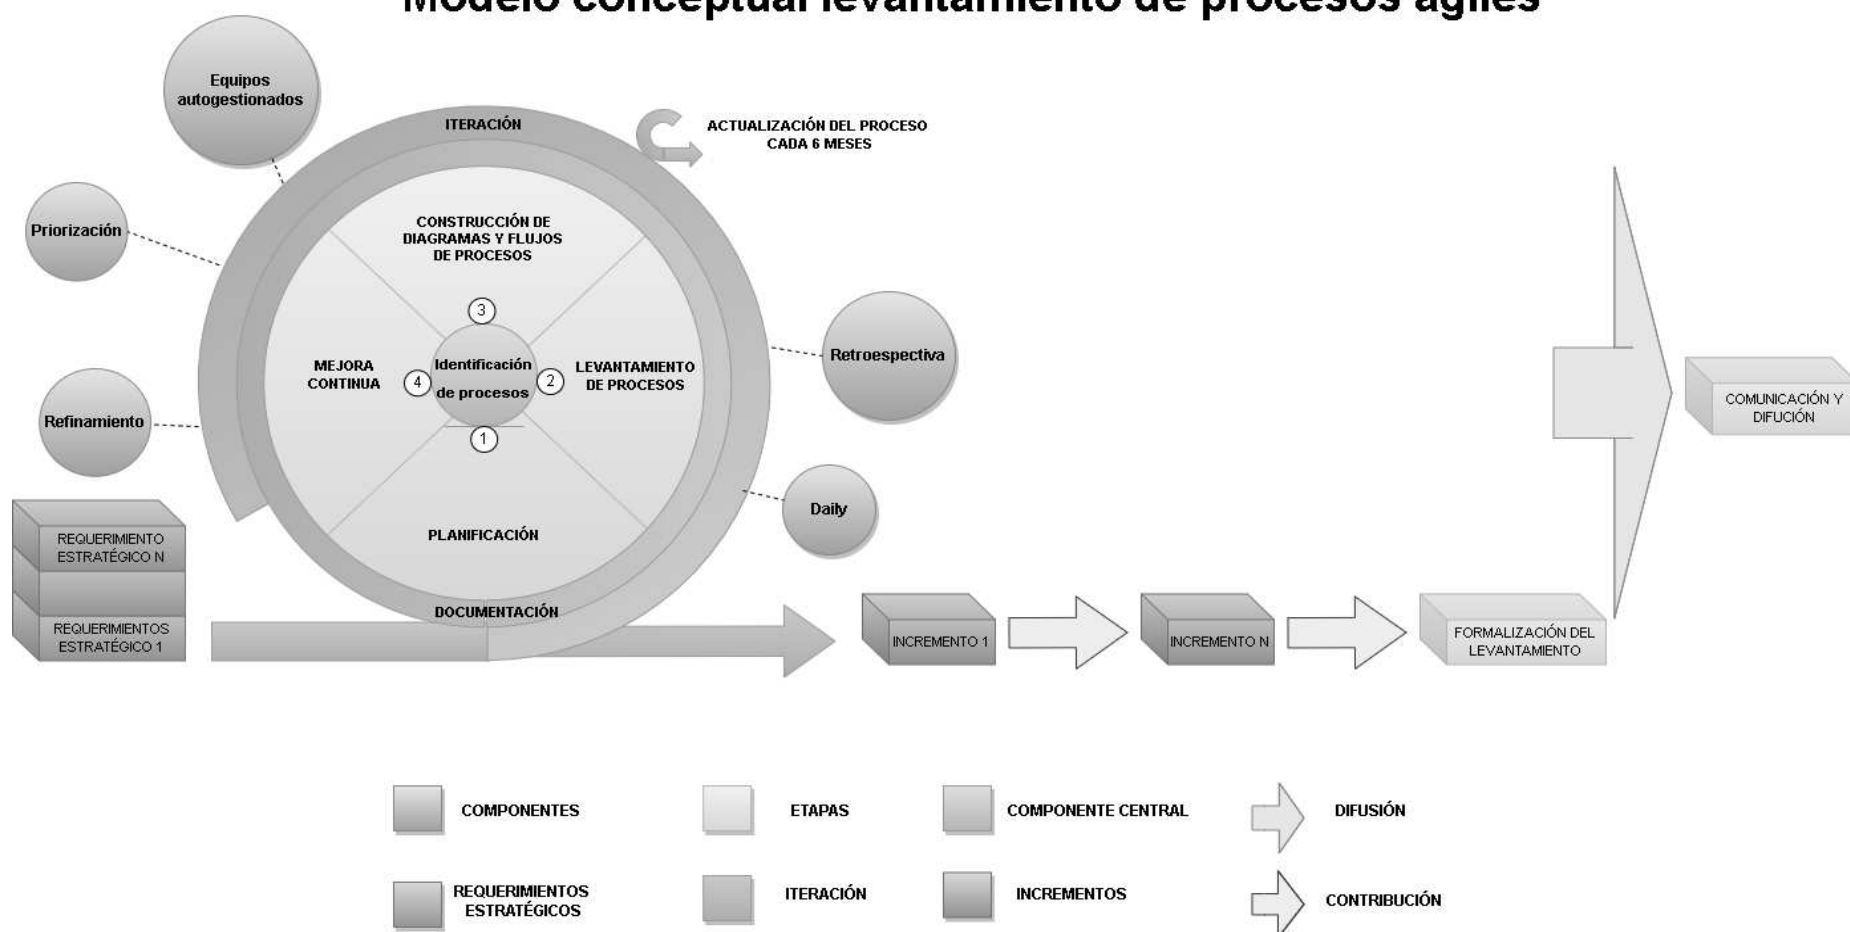 Modelo conceptual levantamiento de procesos ágiles
Equipos
autogestionados
ITERACIÓN
ACTUALIZACIÓN DEL PROCESO
CADA 6 MESES
Priorización
CONSTRUCCIÓN DE
DIAGRAMAS Y FLUJOS
DE PROCESOS
3
MEJORA
CONTINUA
4
Identificación
de procesos
2
LEVANTAMIENTO
DE PROCESOS
1
Retroespectiva
Refinamiento
PLANIFICACIÓN
Daily
DOCUMENTACIÓN
REQUERIMIENTO
ESTRATÉGICO N
REQUERIMIENTOS
ESTRATÉGICO 1
INCREMENTO 1
INCREMENTO N
FORMALIZACIÓN DEL
LEVANTAMIENTO
COMUNICACIÓN Y
DIFUCIÓN
COMPONENTES
ETAPAS
COMPONENTE CENTRAL
DIFUSIÓN
REQUERIMIENTOS
ESTRATÉGICOS
ITERACIÓN
INCREMENTOS
CONTRIBUCIÓN